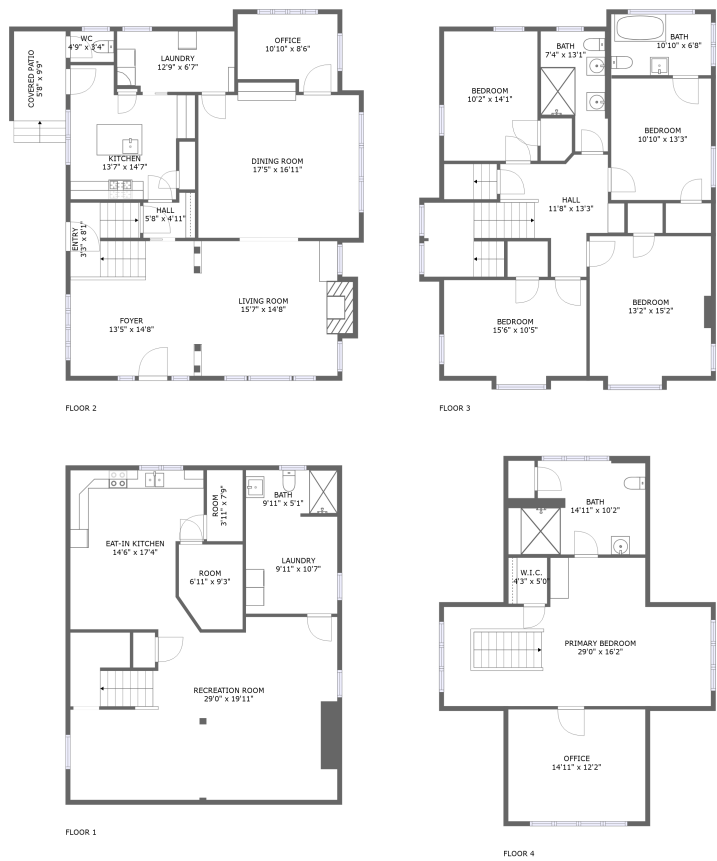 WC
4'9" x 3'4"
LAUNDRY
12'9" x 6'7"
OFFICE
10'10" x 8'6"
COVERED PATIO
5'8" x 9'9"
KITCHEN
13'7" x 14'7"
DINING ROOM
17'5" x 16'11"
HALL
5'8" x 4'11"
ENTRY
3'3" x 8'1"
FOYER
13'5" x 14'8"
LIVING ROOM
15'7" x 14'8"
FLOOR 2
BATH
7'4" x 13'1"
BATH
10'10" x 6'8"
BEDROOM
10'2" x 14'1"
BEDROOM
10'10" x 13'3"
HALL
11'8" x 13'3"
BEDROOM
15'6" x 10'5"
BEDROOM
13'2" x 15'2"
FLOOR 3
BATH
9'11" x 5'1"
ROOM
3'11" x 7'9"
EAT-IN KITCHEN
14'6" x 17'4"
ROOM
6'11" x 9'3"
LAUNDRY
9'11" x 10'7"
RECREATION ROOM
29'0" x 19'11"
FLOOR 1
BATH
14'11" x 10'2"
W.I.C.
4'3" x 5'0"
PRIMARY BEDROOM
29'0" x 16'2"
OFFICE
14'11" x 12'2"
FLOOR 4